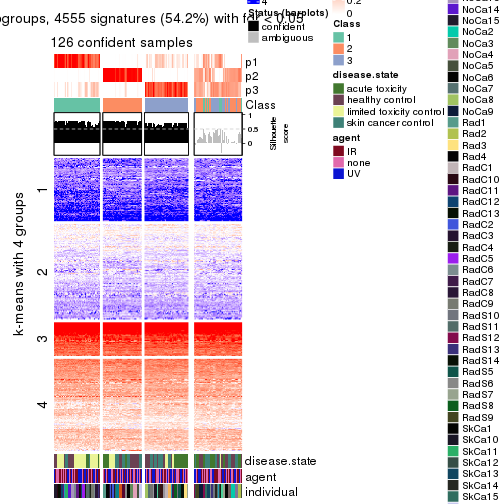 groups, 4555 signatures (54.2%) with fdr < 0.05
126 confident samples
p1
p2
p3
Class
1
0.5
0
Silhouette
score
k-means with 4 groups
1
2
3
4
disease.state
agent
individual
4
Status (barplots)
confident
ambiguous
0.2
0
Class
1
2
3
disease.state
acute toxicity
healthy control
limited toxicity control
skin cancer control
agent
IR
none
UV
NoCa14
NoCa15
NoCa2
NoCa3
NoCa4
NoCa5
NoCa6
NoCa7
NoCa8
NoCa9
Rad1
Rad2
Rad3
Rad4
RadC1
RadC10
RadC11
RadC12
RadC13
RadC2
RadC3
RadC4
RadC5
RadC6
RadC7
RadC8
RadC9
RadS10
RadS11
RadS12
RadS13
RadS14
RadS5
RadS6
RadS7
RadS8
RadS9
SkCa1
SkCa10
SkCa11
SkCa12
SkCa13
SkCa14
SkCa15